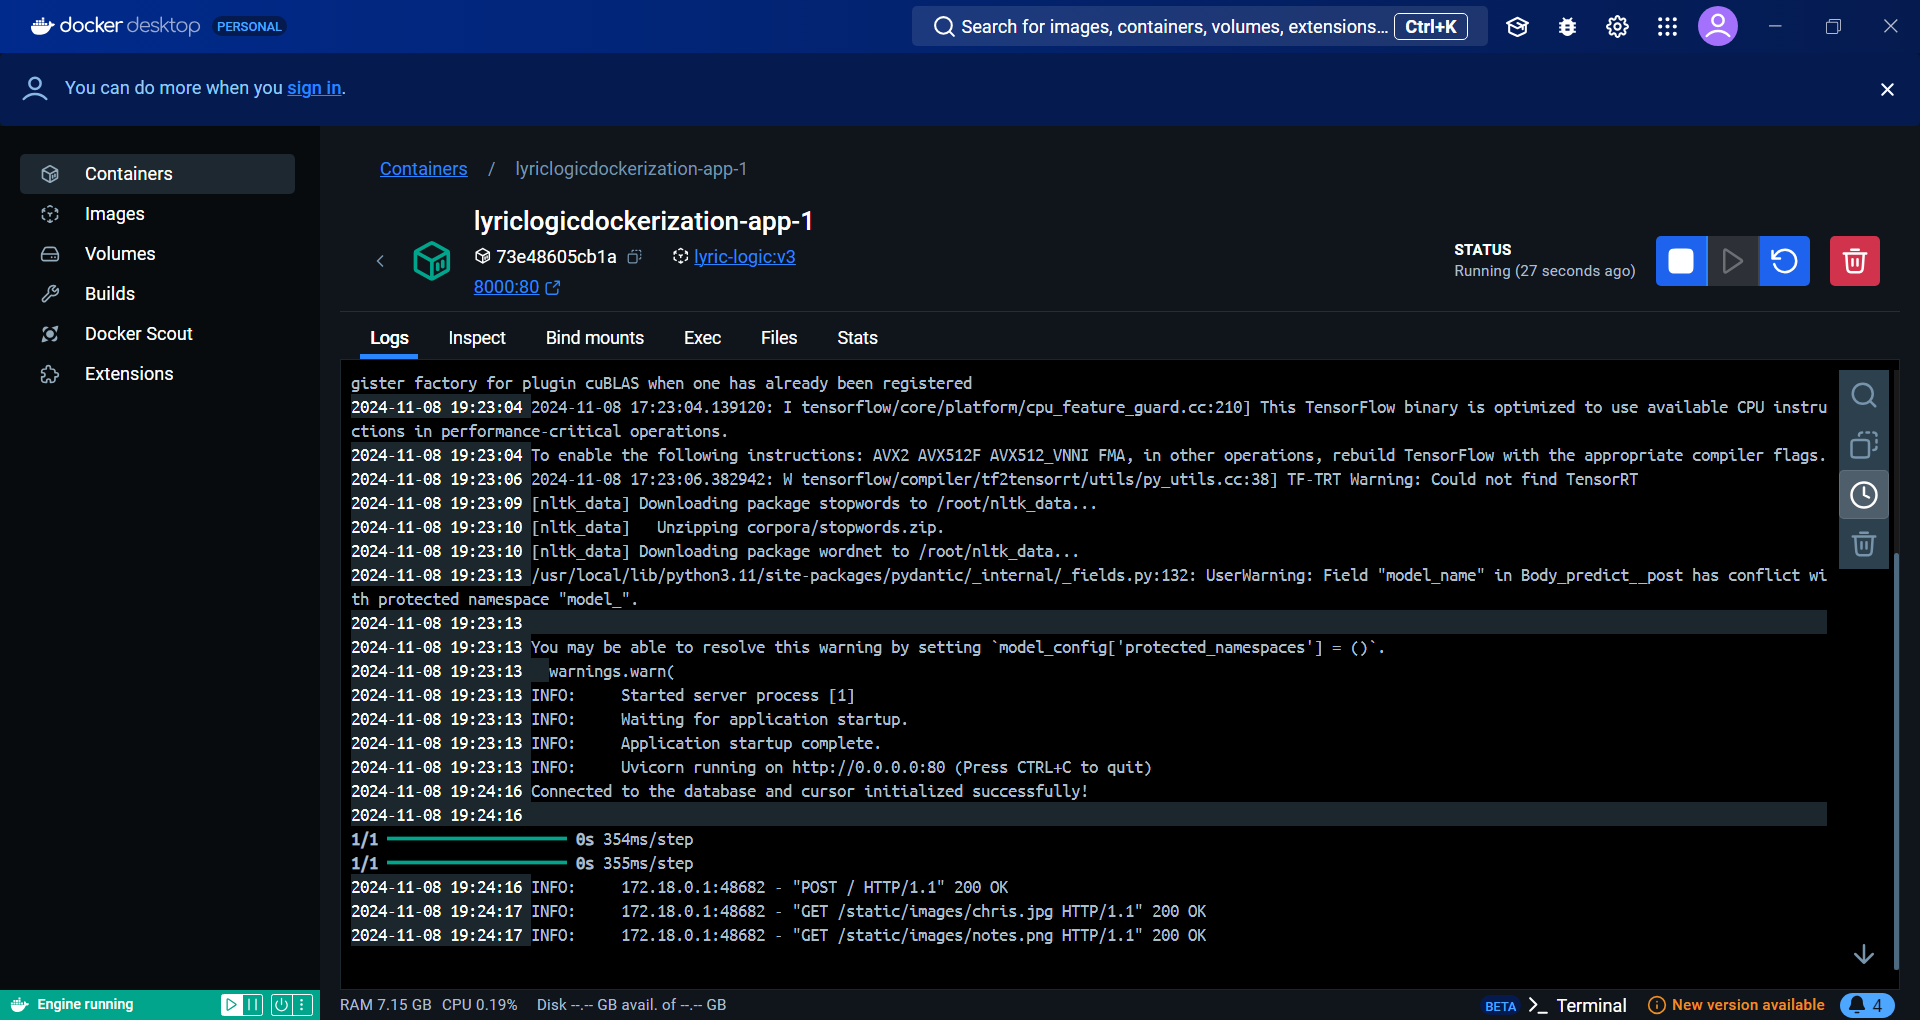 docker desktop PERSONAL
Search for images, containers, volumes, extensions... Ctrl+K
You can do more when you sign in.
Containers
Images
Volumes
Builds
Docker Scout
Extensions
Containers / lyriclogicdockerization-app-1
lyriclogicdockerization-app-1
73e48605cb1a lyric-logic:v3
8000:80
STATUS
Running (27 seconds ago)
Logs Inspect Bind mounts Exec Files Stats
gister factory for plugin cuBLAS when one has already been registered
2024-11-08 19:23:04 2024-11-08 17:23:04.139120: I tensorflow/core/platform/cpu_feature_guard.cc:210] This TensorFlow binary is optimized to use available CPU instru
ctions in performance-critical operations.
2024-11-08 19:23:04 To enable the following instructions: AVX2 AVX512F AVX512_VNNI FMA, in other operations, rebuild TensorFlow with the appropriate compiler flags.
2024-11-08 19:23:06 2024-11-08 17:23:06.382942: W tensorflow/compiler/tf2tensorrt/utils/py_utils.cc:38] TF-TRT Warning: Could not find TensorRT
2024-11-08 19:23:09 [nltk_data] Downloading package stopwords to /root/nltk_data...
2024-11-08 19:23:10 [nltk_data]   Unzipping corpora/stopwords.zip.
2024-11-08 19:23:10 [nltk_data] Downloading package wordnet to /root/nltk_data...
2024-11-08 19:23:13 /usr/local/lib/python3.11/site-packages/pydantic/_internal/_fields.py:132: UserWarning: Field "model_name" in Body_predict__post has conflict wi
th protected namespace "model_".
2024-11-08 19:23:13
2024-11-08 19:23:13 You may be able to resolve this warning by setting `model_config['protected_namespaces'] = ()`.
2024-11-08 19:23:13   warnings.warn(
2024-11-08 19:23:13 INFO:     Started server process [1]
2024-11-08 19:23:13 INFO:     Waiting for application startup.
2024-11-08 19:23:13 INFO:     Application startup complete.
2024-11-08 19:23:13 INFO:     Uvicorn running on http://0.0.0.0:80 (Press CTRL+C to quit)
2024-11-08 19:24:16 Connected to the database and cursor initialized successfully!
2024-11-08 19:24:16
1/1 0s 354ms/step
1/1 0s 355ms/step
2024-11-08 19:24:16 INFO:     172.18.0.1:48682 - "POST / HTTP/1.1" 200 OK
2024-11-08 19:24:17 INFO:     172.18.0.1:48682 - "GET /static/images/chris.jpg HTTP/1.1" 200 OK
2024-11-08 19:24:17 INFO:     172.18.0.1:48682 - "GET /static/images/notes.png HTTP/1.1" 200 OK
Engine running
RAM 7.15 GB CPU 0.19% Disk --.-- GB avail. of --.-- GB
BETA >_ Terminal New version available 4